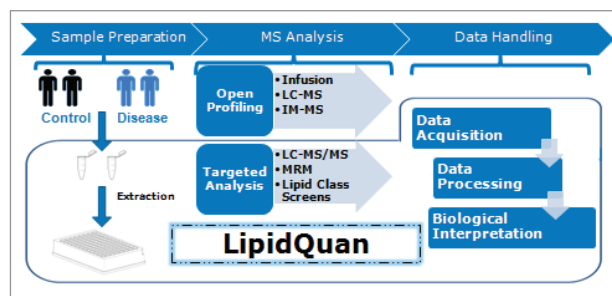 Sample Preparation
MS Analysis
Data Handling
Control
Disease
Extraction
Open
Profiling
•Infusion
•LC-MS
•IM-MS
Targeted
Analysis
•LC-MS/MS
•MRM
•Lipid Class
Screens
LipidQuan
Data
Acquisition
Data
Processing
Biological
Interpretation